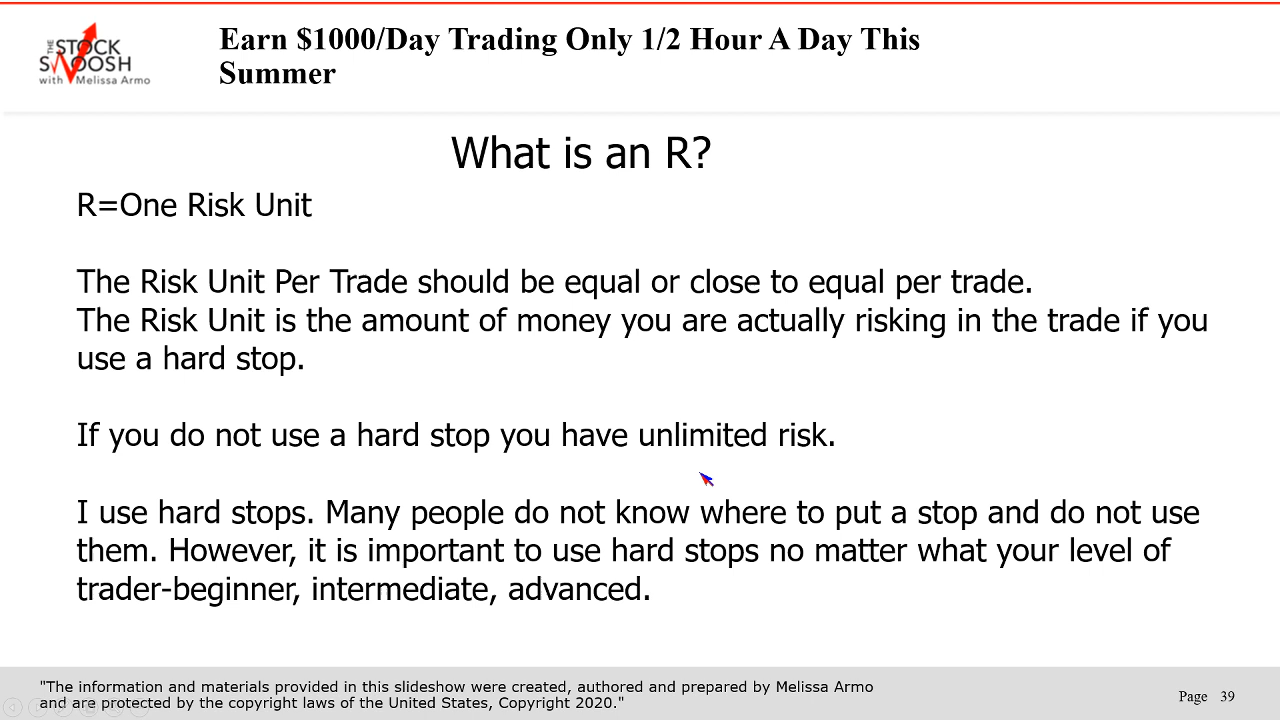 THE
STOCK
SWOOSH
with Melissa Armo
Earn $1000/Day Trading Only 1/2 Hour A Day This
Summer
What is an R?
R=One Risk Unit
The Risk Unit Per Trade should be equal or close to equal per trade.
The Risk Unit is the amount of money you are actually risking in the trade if you
use a hard stop.
If you do not use a hard stop you have unlimited risk.
I use hard stops. Many people do not know where to put a stop and do not use
them. However, it is important to use hard stops no matter what your level of
trader-beginner, intermediate, advanced.
"The information and materials provided in this slideshow were created, authored and prepared by Melissa Armo
and are protected by the copyright laws of the United States, Copyright 2020."
Page 39